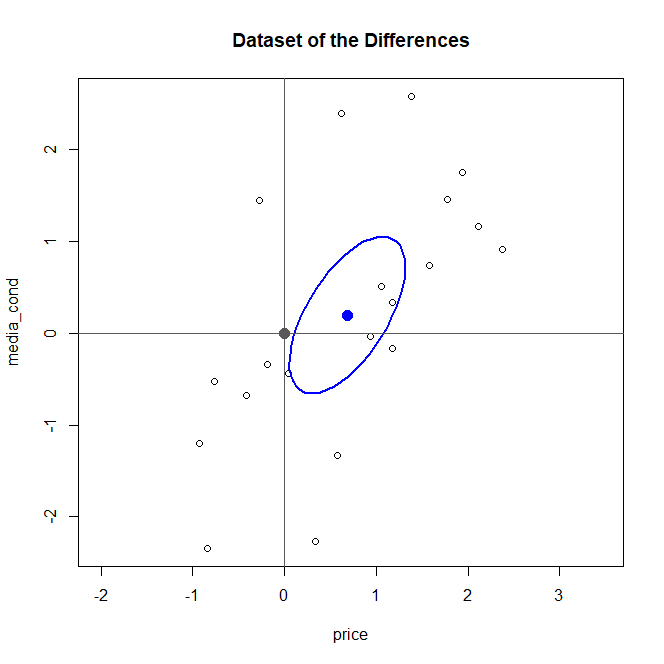 Dataset of the Differences
2
1
0
-1
-2
media_cond
-2 -1 0 1 2 3
price